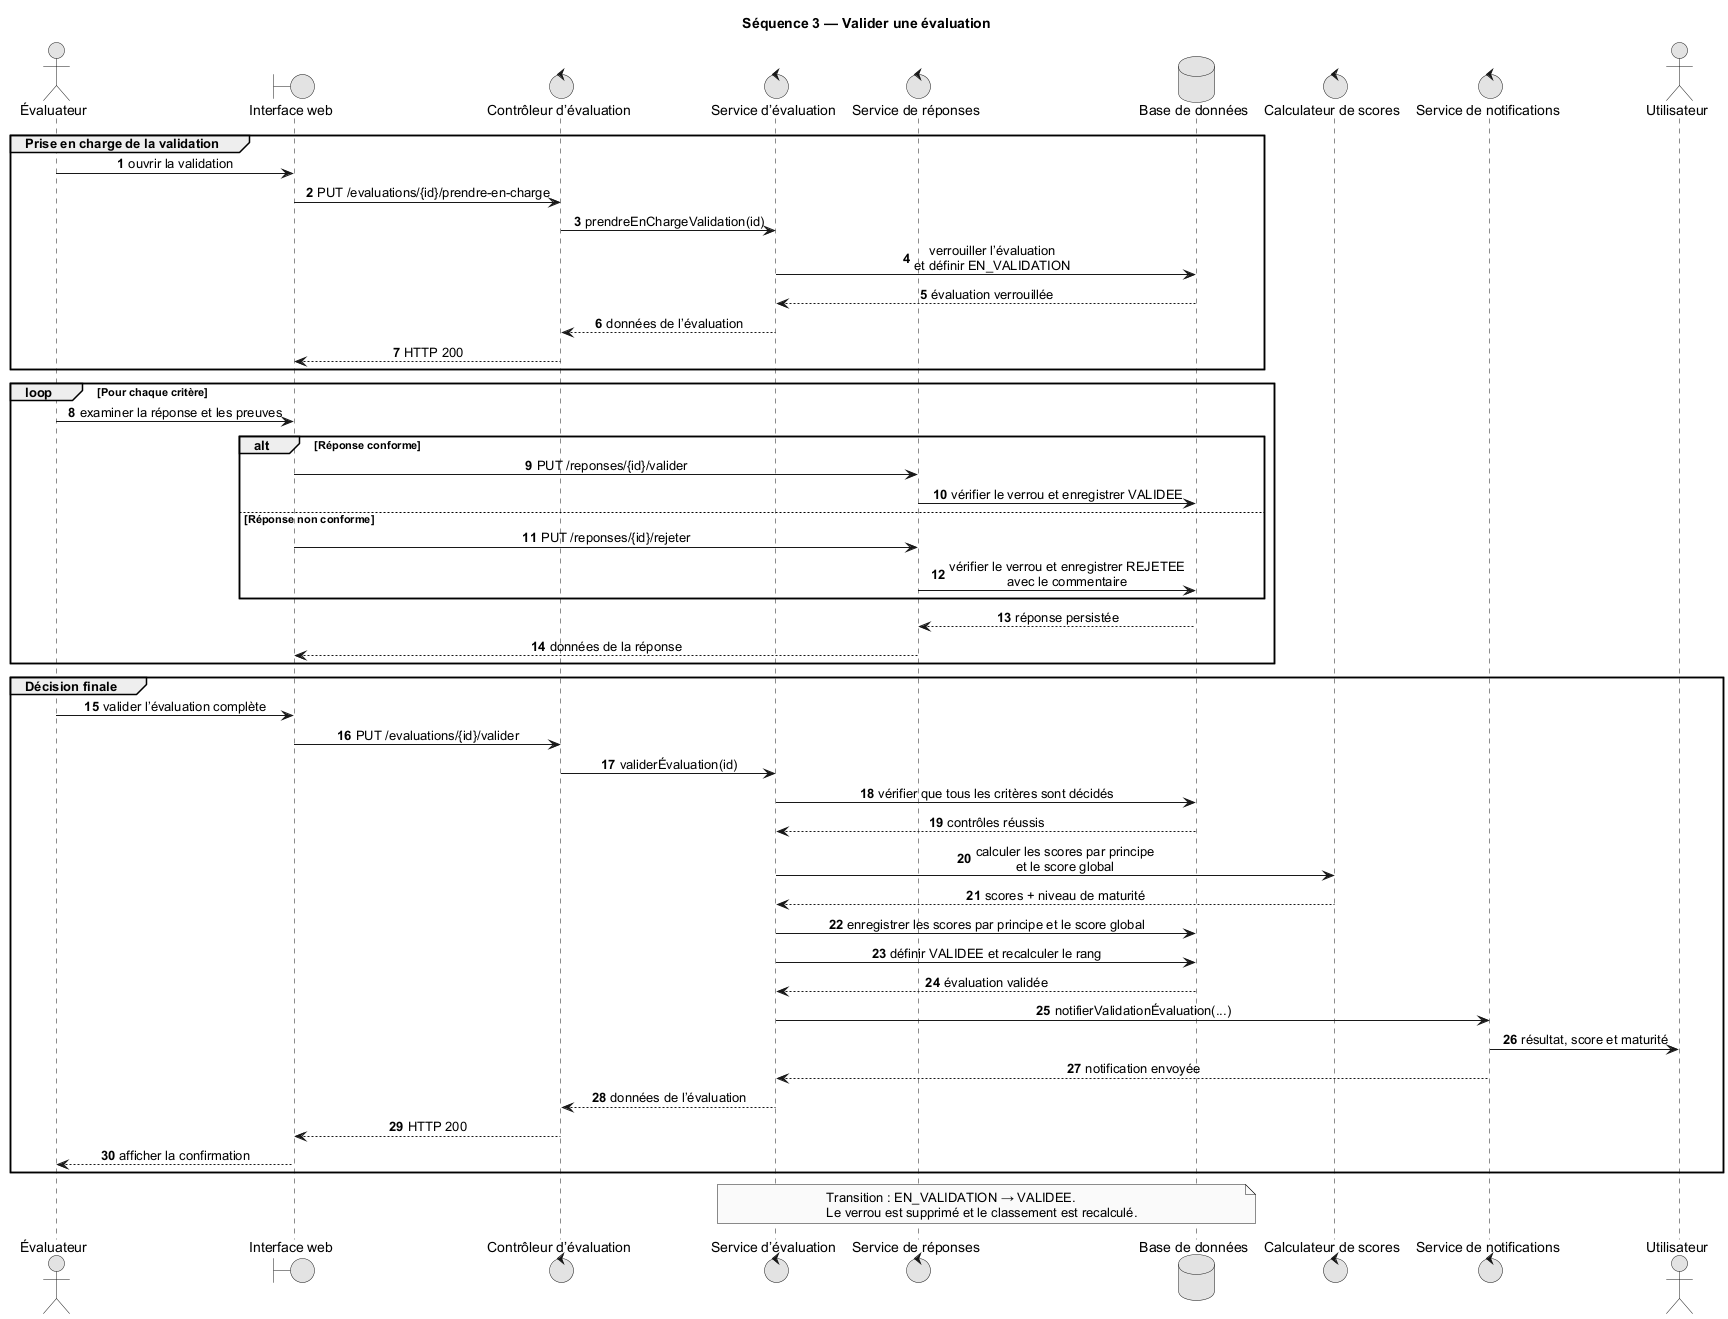 Séquence 3 — Valider une évaluation
Évaluateur
Interface web
Contrôleur d'évaluation
Service d'évaluation
Service de réponses
Base de données
Calculateur de scores
Service de notifications
Utilisateur
Prise en charge de la validation
1 ouvrir la validation
2 PUT /evaluations/{id}/prendre-en-charge
3 prendreEnChargeValidation(id)
4 verrouiller l'évaluation
et définir EN_VALIDATION
5 évaluation verrouillée
6 données de l'évaluation
7 HTTP 200
loop [Pour chaque critère]
8 examiner la réponse et les preuves
alt [Réponse conforme]
9 PUT /reponses/{id}/valider
10 vérifier le verrou et enregistrer VALIDEE
[Réponse non conforme]
11 PUT /reponses/{id}/rejeter
12 vérifier le verrou et enregistrer REJETEE
avec le commentaire
13 réponse persistée
14 données de la réponse
Décision finale
15 valider l'évaluation complète
16 PUT /evaluations/{id}/valider
17 validerÉvaluation(id)
18 vérifier que tous les critères sont décidés
19 contrôles réussis
20 calculer les scores par principe
et le score global
21 scores + niveau de maturité
22 enregistrer les scores par principe et le score global
23 définir VALIDEE et recalculer le rang
24 évaluation validée
25 notifierValidationÉvaluation(...)
26 résultat, score et maturité
27 notification envoyée
28 données de l'évaluation
29 HTTP 200
30 afficher la confirmation
Transition : EN_VALIDATION → VALIDEE.
Le verrou est supprimé et le classement est recalculé.
Évaluateur
Interface web
Contrôleur d'évaluation
Service d'évaluation
Service de réponses
Base de données
Calculateur de scores
Service de notifications
Utilisateur